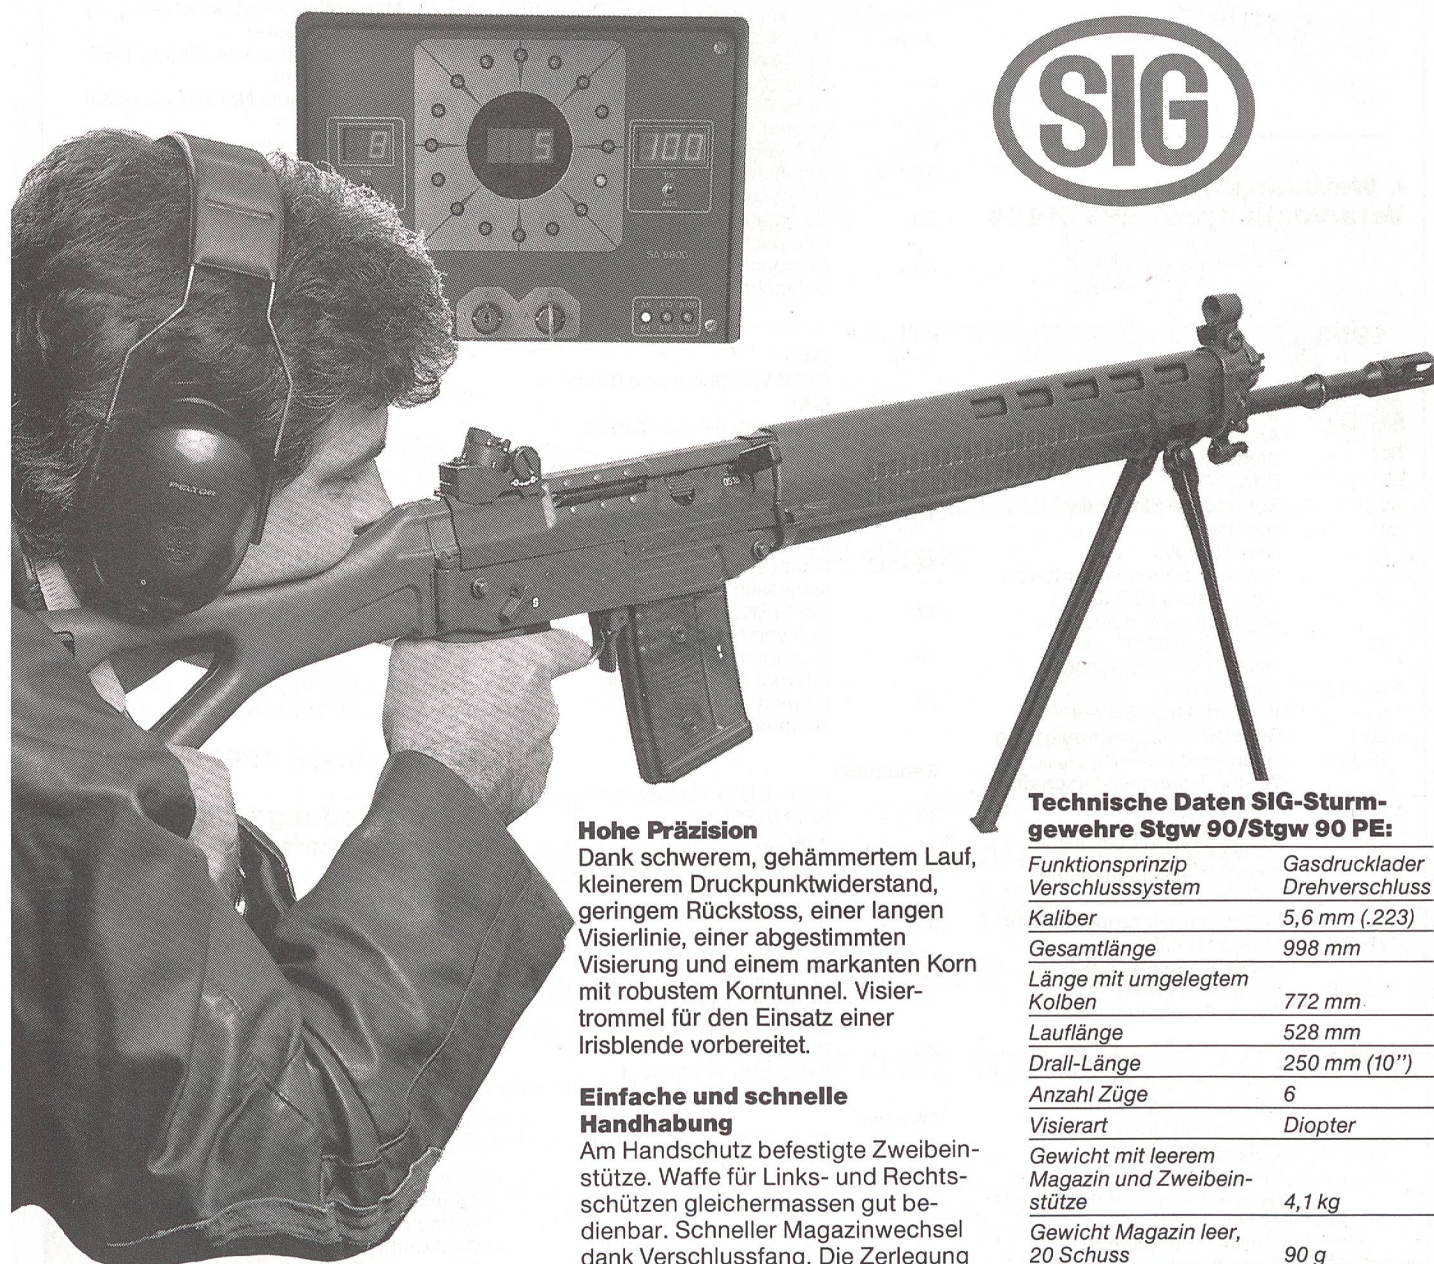 SIG
8
5
100
AUS
SA 9800
PELTOR
Hohe Präzision
Dank schwerem, gehämmertem Lauf,
kleinerem Druckpunktwiderstand,
geringem Rückstoss, einer langen
Visierlinie, einer abgestimmten
Visierung und einem markanten Korn
mit robustem Korntunnel. Visier-
trommel für den Einsatz einer
Irisblende vorbereitet.
Einfache und schnelle
Handhabung
Am Handschutz befestigte Zweibein-
stütze. Waffe für Links- und Rechts-
schützen gleichermassen gut be-
dienbar. Schneller Magazinwechsel
dank Verschlussfang. Die Zerlegung
Technische Daten SIG-Sturm-
gewehre Stgw 90/Stgw 90 PE:
Funktionsprinzip Gasdrucklader
Verschlusssystem Drehverschluss
Kaliber 5,6 mm (.223)
Gesamtlänge 998 mm
Länge mit umgelegtem
Kolben 772 mm
Lauflänge 528 mm
Drall-Länge 250 mm (10’’)
Anzahl Züge 6
Visierart Diopter
Gewicht mit leerem
Magazin und Zweibein-
stütze 4,1 kg
Gewicht Magazin leer,
20 Schuss 90 g